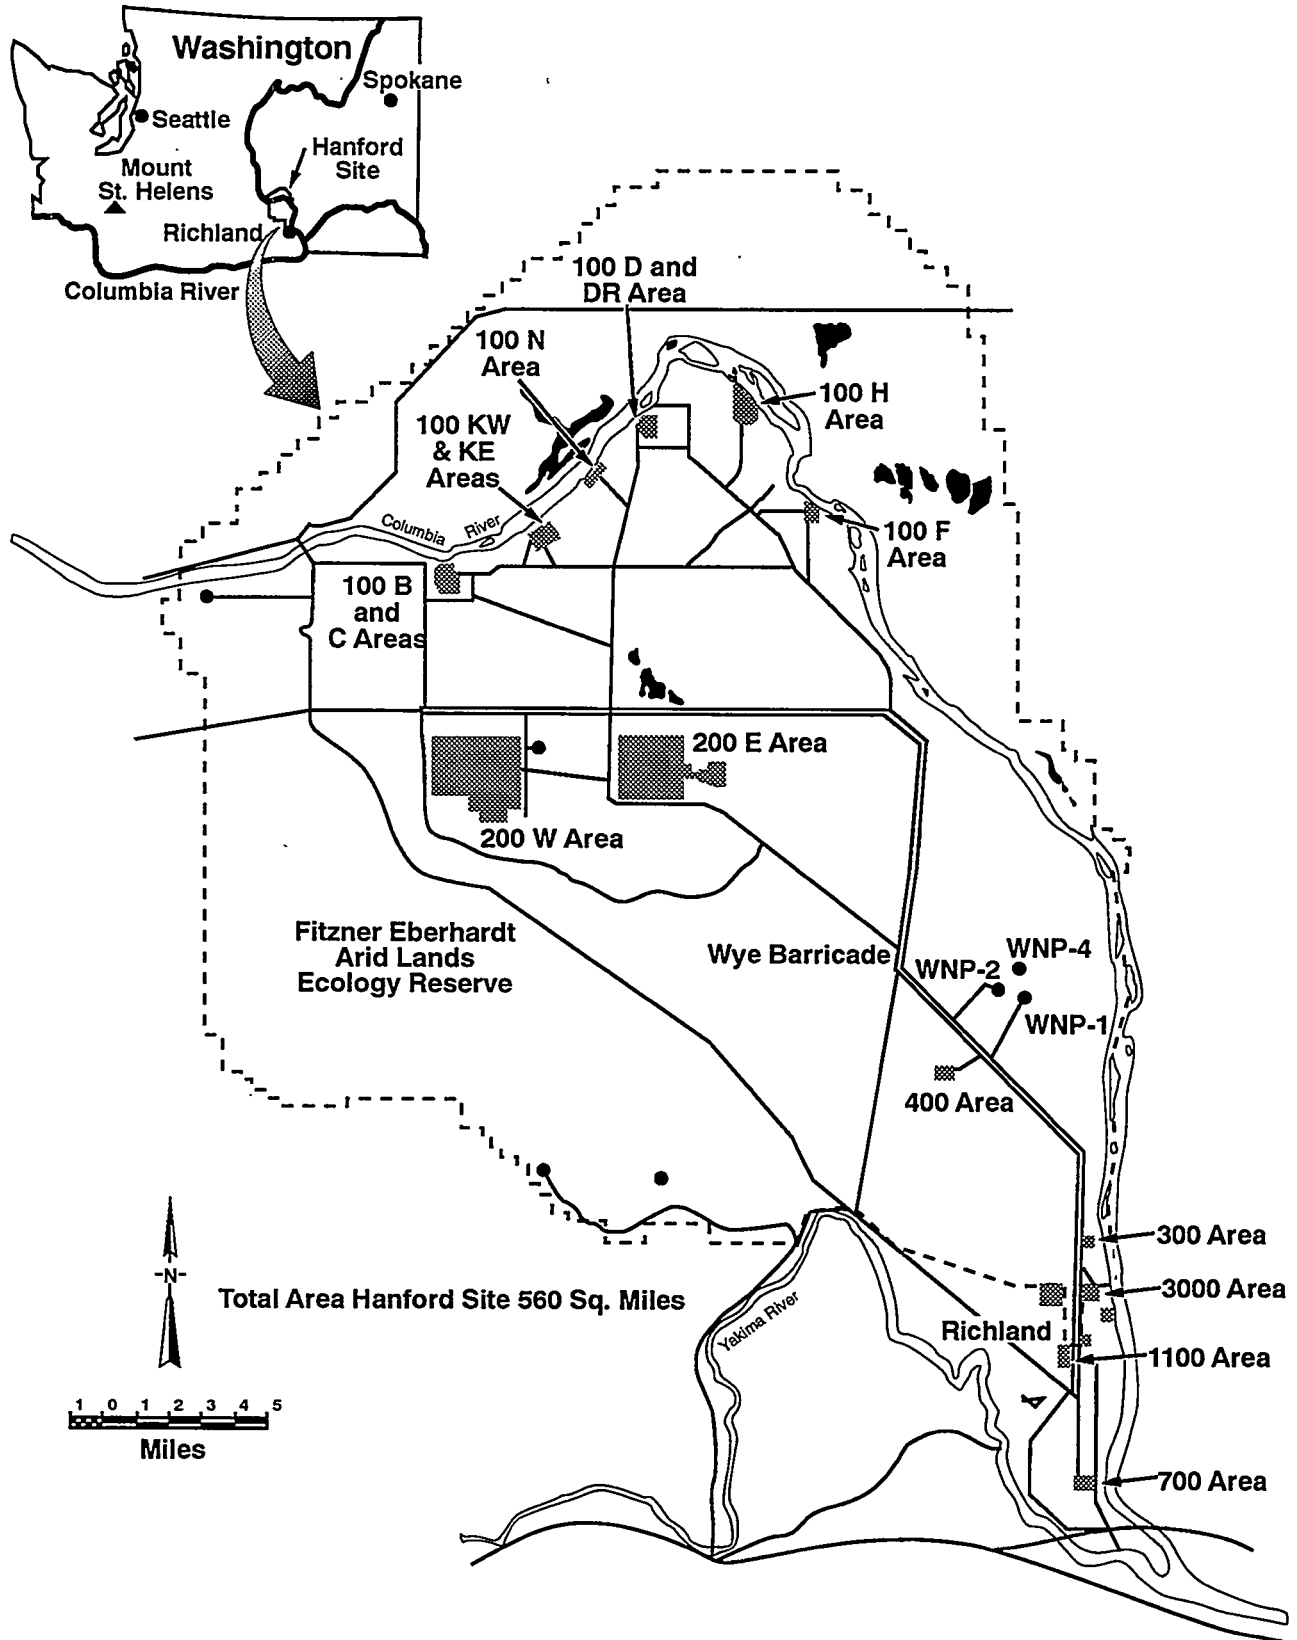 Washington
Spokane
Seattle
Hanford
Site
Mount
St. Helens
Richland
Columbia River
100 D and
DR Area
100 N
Area
100 H
Area
100 KW
& KE
Areas
Columbia River
100 F
Area
100 B
and
C Areas
200 E Area
200 W Area
Fitzner Eberhardt
Arid Lands
Ecology Reserve
Wye Barricade
WNP-4
WNP-2
WNP-1
400 Area
300 Area
N
3000 Area
Total Area Hanford Site 560 Sq. Miles
Yakima River
Richland
1100 Area
1 0 1 2 3 4 5
Miles
700 Area